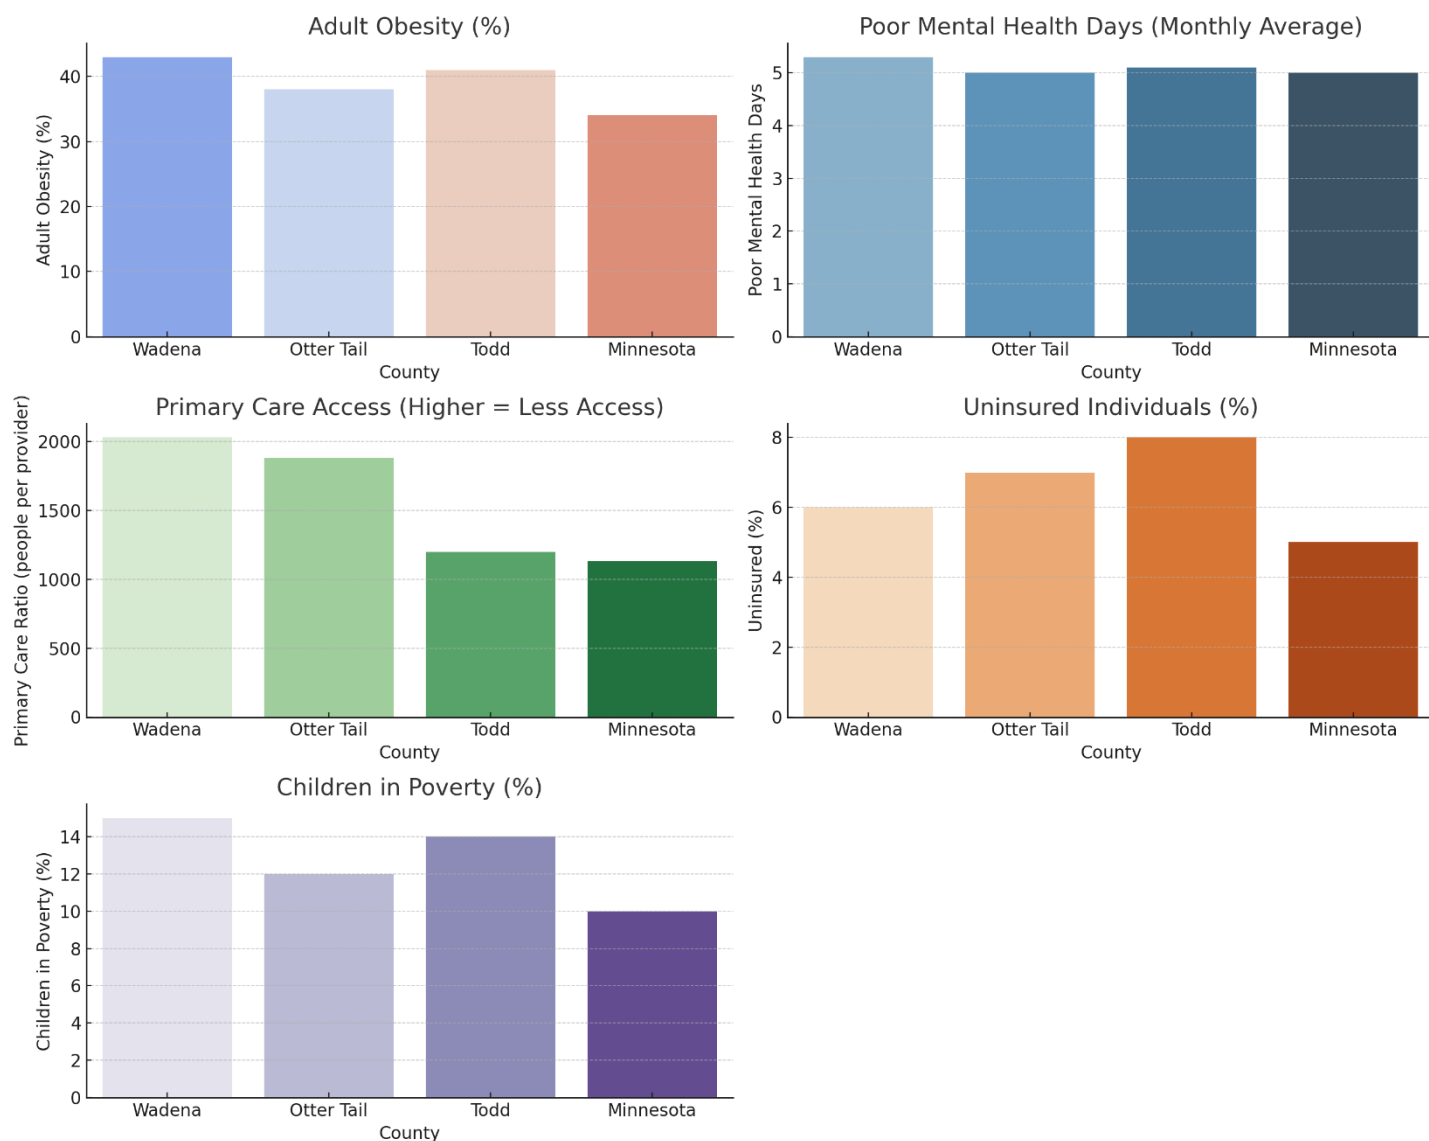 Adult Obesity (%)
Adult Obesity (%)
40
30
20
10
0
Wadena Otter Tail Todd Minnesota
County
Poor Mental Health Days (Monthly Average)
Poor Mental Health Days
5
4
3
2
1
0
Wadena Otter Tail Todd Minnesota
County
Primary Care Access (Higher = Less Access)
Primary Care Ratio (people per provider)
2000
1500
1000
500
0
Wadena Otter Tail Todd Minnesota
County
Uninsured Individuals (%)
Uninsured (%)
8
6
4
2
0
Wadena Otter Tail Todd Minnesota
County
Children in Poverty (%)
Children in Poverty (%)
14
12
10
8
6
4
2
0
Wadena Otter Tail Todd Minnesota
County